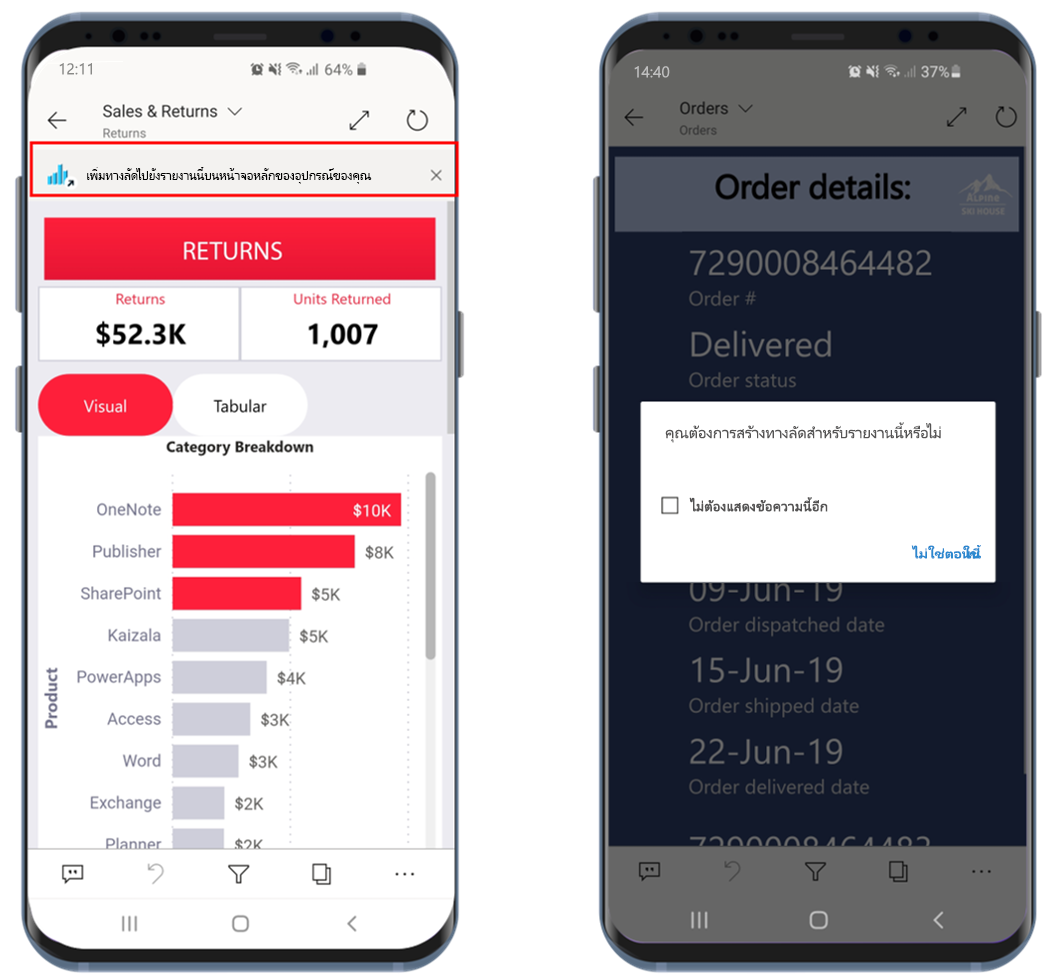 12:11
64%
Sales & Returns
Returns
เพิ่มทางลัดไปยังรายงานนี้บนหน้าจอหลักของอุปกรณ์ของคุณ
RETURNS
Returns
Units Returned
$52.3K
1,007
Visual
Tabular
Category Breakdown
Product
OneNote
$10K
Publisher
$8K
SharePoint
$5K
Kaizala
$5K
PowerApps
$4K
Access
$3K
Word
$3K
Exchange
$2K
Planner
$2K
14:40
37%
Orders
Orders
Order details:
ALPINE
SKI HOUSE
7290008464482
Order #
Delivered
Order status
คุณต้องการสร้างทางลัดสำหรับรายงานนี้หรือไม่
ไม่ต้องแสดงข้อความนี้อีก
ไม่ใช่ตอนนี้
09-Jun-19
Order dispatched date
15-Jun-19
Order shipped date
22-Jun-19
Order delivered date
7290008464482